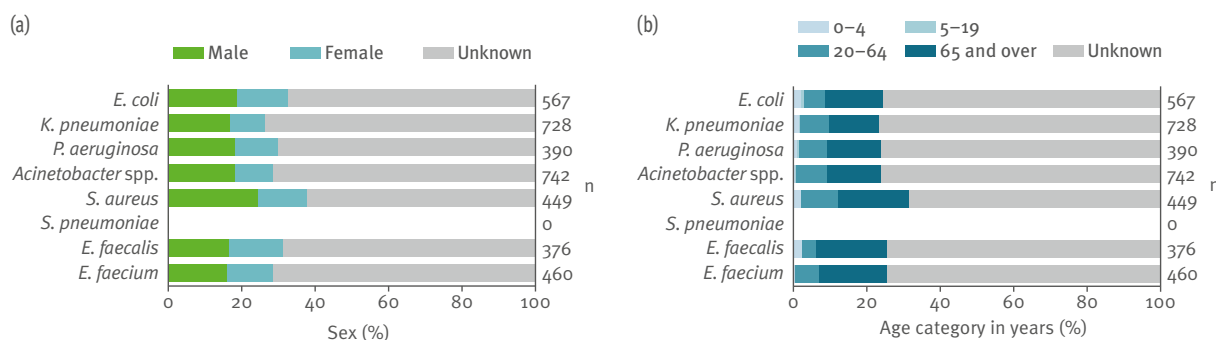 (a)
Male Female Unknown
E. coli 567
K. pneumoniae 728
P. aeruginosa 390
Acinetobacter spp. 742
n
S. aureus 449
S. pneumoniae 0
E. faecalis 376
E. faecium 460
0 20 40 60 80 100
Sex (%)
(b)
0–4 5–19
20–64 65 and over Unknown
E. coli 567
K. pneumoniae 728
P. aeruginosa 390
Acinetobacter spp. 742
n
S. aureus 449
S. pneumoniae 0
E. faecalis 376
E. faecium 460
0 20 40 60 80 100
Age category in years (%)